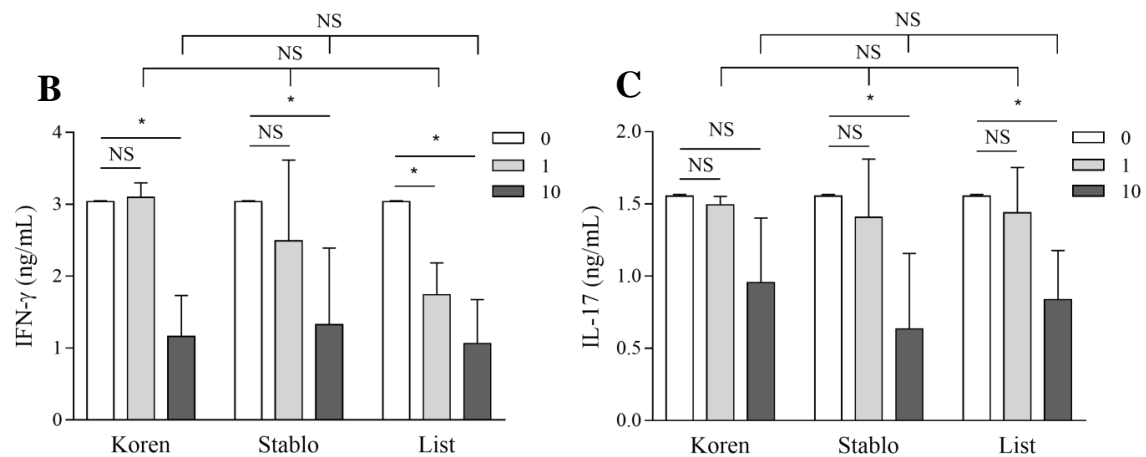 NS
NS
B
*
*
NS
NS
*
*
4
3
2
1
0
IFN-γ (ng/mL)
0
1
10
Koren
Stablo
List
NS
NS
C
*
*
NS
NS
NS
NS
2.0
1.5
1.0
0.5
0.0
IL-17 (ng/mL)
0
1
10
Koren
Stablo
List